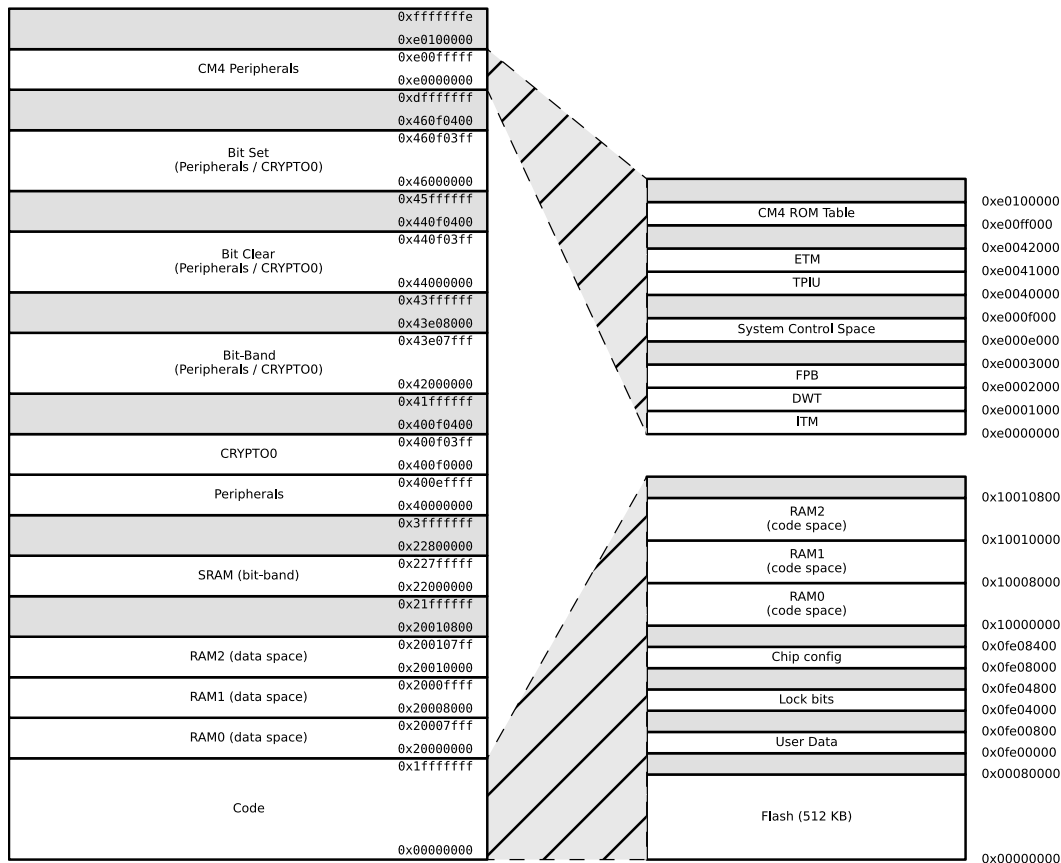 0xfffffffe
0xe0100000
0xe00fffff
CM4 Peripherals
0xe0000000
0xdfffffff
0x460f0400
0x460f03ff
Bit Set
(Peripherals / CRYPTO0)
0x46000000
0x45ffffff
0x440f0400
0x440f03ff
Bit Clear
(Peripherals / CRYPTO0)
0x44000000
0x43ffffff
0x43e08000
0x43e07fff
Bit-Band
(Peripherals / CRYPTO0)
0x42000000
0x41ffffff
0x400f0400
0x400f03ff
CRYPTO0
0x400f0000
0x400effff
Peripherals
0x40000000
0x3fffffff
0x22800000
0x227fffff
SRAM (bit-band)
0x22000000
0x21ffffff
0x20010800
0x200107ff
RAM2 (data space)
0x20010000
0x2000ffff
RAM1 (data space)
0x20008000
0x20007fff
RAM0 (data space)
0x20000000
0x1fffffff
Code
0x00000000
0xe0100000
CM4 ROM Table
0xe00ff000
0xe0042000
ETM
0xe0041000
TPIU
0xe0040000
0xe000f000
System Control Space
0xe000e000
0xe0003000
FPB
0xe0002000
DWT
0xe0001000
ITM
0xe0000000
0x10010800
RAM2
(code space)
0x10010000
RAM1
(code space)
0x10008000
RAM0
(code space)
0x10000000
0x0fe08400
Chip config
0x0fe08000
0x0fe04800
Lock bits
0x0fe04000
0x0fe00800
User Data
0x0fe00000
0x00080000
Flash (512 KB)
0x00000000